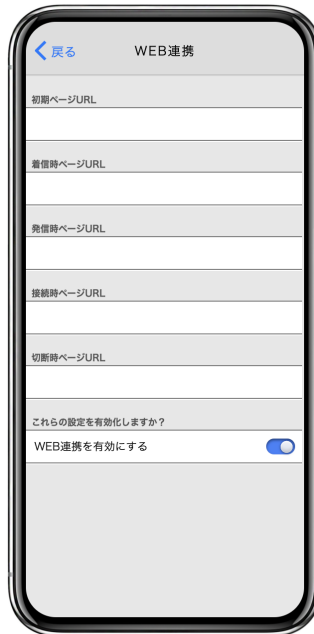 戻る WEB連携
初期ページURL
着信時ページURL
発信時ページURL
接続時ページURL
切断時ページURL
これらの設定を有効化しますか？
WEB連携を有効にする